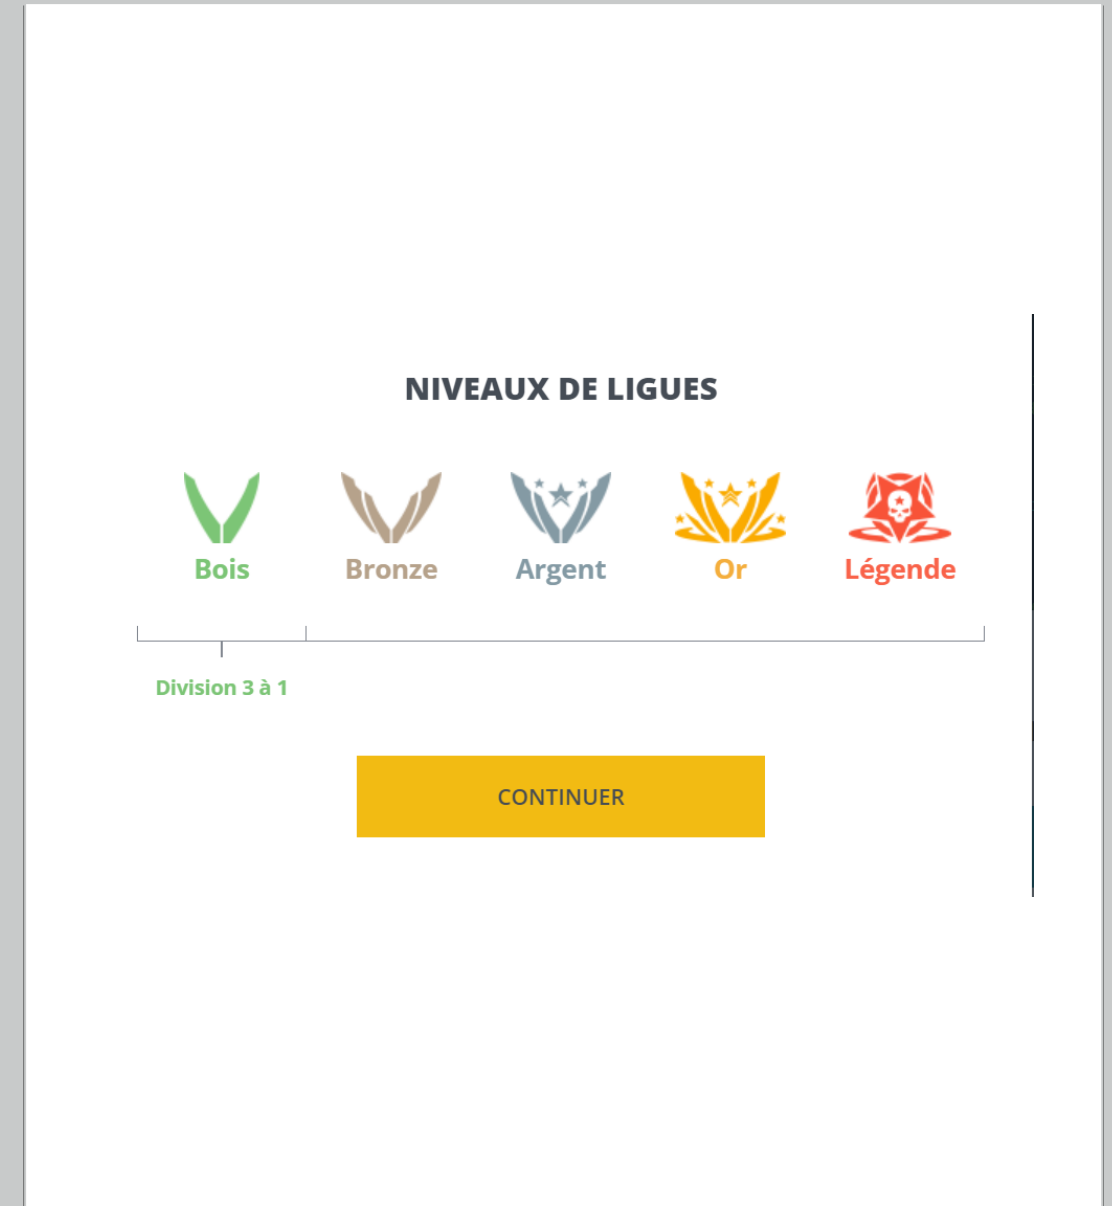 NIVEAUX DE LIGUES
Bois Bronze Argent Or Légende
Division 3 à 1
CONTINUER